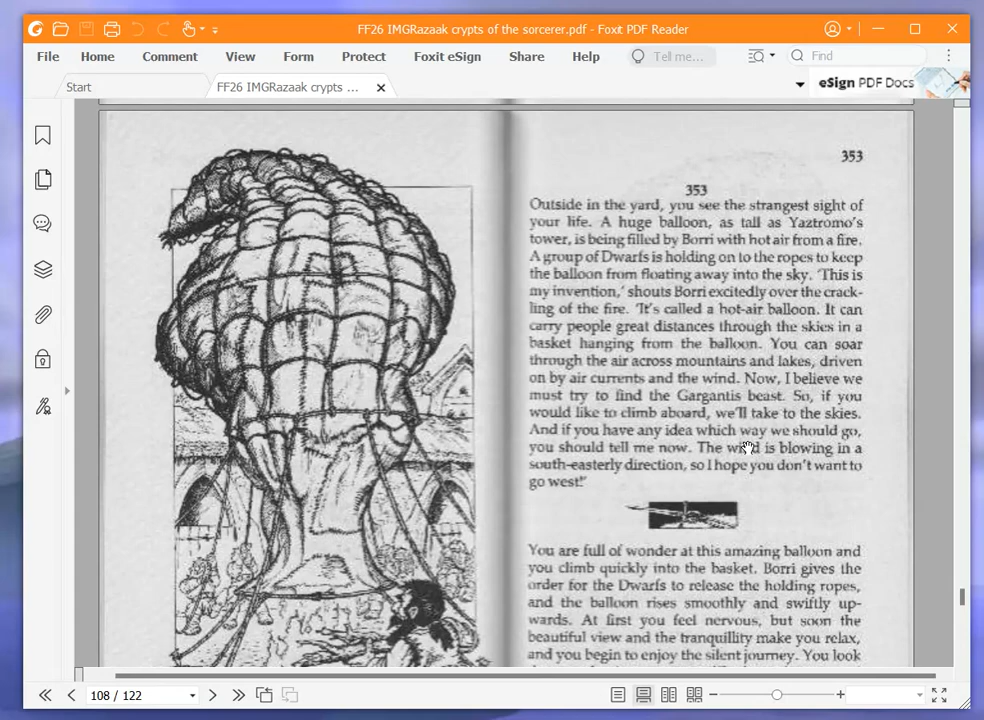 FF26 IMGRazaak crypts of the sorcerer.pdf - Foxit PDF Reader
File Home Comment View Form Protect Foxit eSign Share Help Tell me... Find
Start FF26 IMGRazaak crypts ... eSign PDF Docs
353
353
Outside in the yard, you see the strangest sight of
your life. A huge balloon, as tall as Yaztromo's
tower, is being filled by Borri with hot air from a fire.
A group of Dwarfs is holding on to the ropes to keep
the balloon from floating away into the sky. 'This is
my invention,' shouts Borri excitedly over the crack-
ling of the fire. 'It's called a hot-air balloon. It can
carry people great distances through the skies in a
basket hanging from the balloon. You can soar
through the air across mountains and lakes, driven
on by air currents and the wind. Now, I believe we
must try to find the Gargantis beast. So, if you
would like to climb aboard, we'll take to the skies.
And if you have any idea which way we should go,
you should tell me now. The wind is blowing in a
south-easterly direction, so I hope you don't want to
go west!'
You are full of wonder at this amazing balloon and
you climb quickly into the basket. Borri gives the
order for the Dwarfs to release the holding ropes,
and the balloon rises smoothly and swiftly up-
wards. At first you feel nervous, but soon the
beautiful view and the tranquillity make you relax,
and you begin to enjoy the silent journey. You look
108 / 122